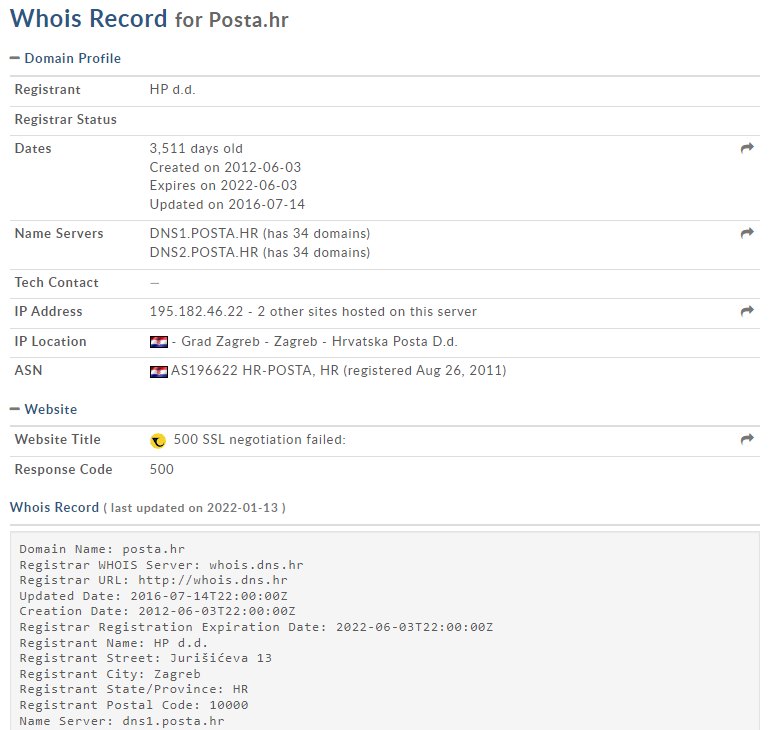 Whois Record for Posta.hr
Domain Profile
Registrant HP d.d.
Registrar Status
Dates 3,511 days old
Created on 2012-06-03
Expires on 2022-06-03
Updated on 2016-07-14
Name Servers DNS1.POSTA.HR (has 34 domains)
DNS2.POSTA.HR (has 34 domains)
Tech Contact —
IP Address 195.182.46.22 - 2 other sites hosted on this server
IP Location - Grad Zagreb - Zagreb - Hrvatska Posta D.d.
ASN AS196622 HR-POSTA, HR (registered Aug 26, 2011)
Website
Website Title 500 SSL negotiation failed:
Response Code 500
Whois Record ( last updated on 2022-01-13 )
Domain Name: posta.hr
Registrar WHOIS Server: whois.dns.hr
Registrar URL: http://whois.dns.hr
Updated Date: 2016-07-14T22:00:00Z
Creation Date: 2012-06-03T22:00:00Z
Registrar Registration Expiration Date: 2022-06-03T22:00:00Z
Registrant Name: HP d.d.
Registrant Street: Jurišićeva 13
Registrant City: Zagreb
Registrant State/Province: HR
Registrant Postal Code: 10000
Name Server: dns1.posta.hr